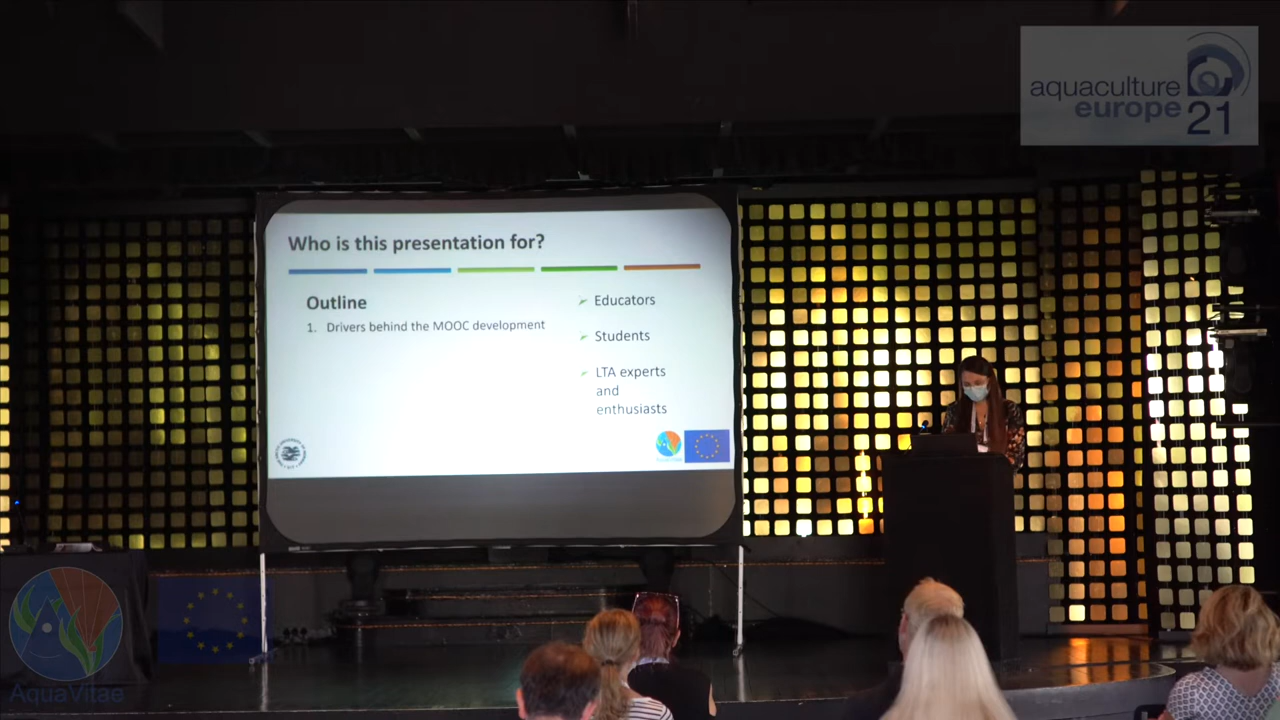 aquaculture
europe 21
Who is this presentation for?
Outline
1. Drivers behind the MOOC development
Educators
Students
LTA experts
and
enthusiasts
AquaVitae